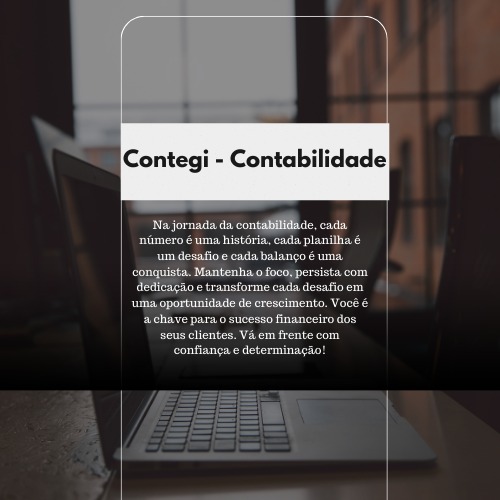 Contegi - Contabilidade
Na jornada da contabilidade, cada
número é uma história, cada planilha é
um desafio e cada balanço é uma
conquista. Mantenha o foco, persista com
dedicação e transforme cada desafio em
uma oportunidade de crescimento. Você é
a chave para o sucesso financeiro dos
seus clientes. Vá em frente com
confiança e determinação!